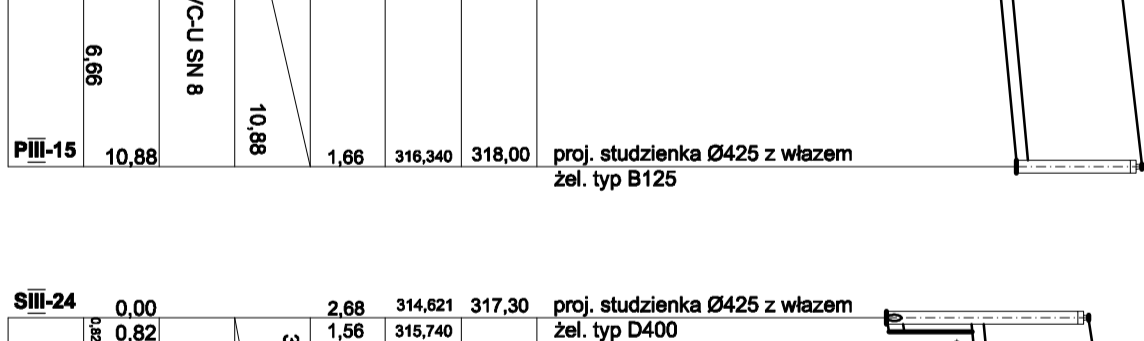 6,66
/C-U SN 8
10,88
PIII-15 10,88 1,66 316,340 318,00 proj. studzienka Ø425 z włazem
żel. typ B125
SIII-24 0,00 2,68 314,621 317,30 proj. studzienka Ø425 z włazem
0,82 0,82 1,56 315,740 żel. typ D400